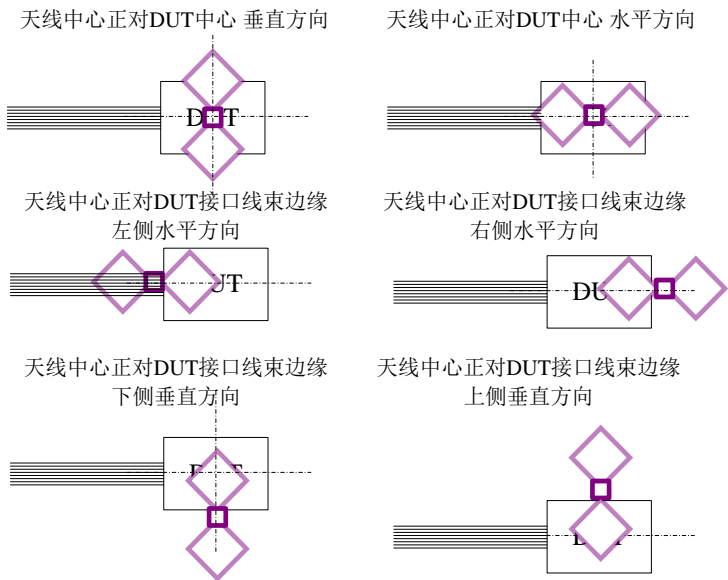 天线中心正对DUT中心 垂直方向
天线中心正对DUT中心 水平方向
天线中心正对DUT接口线束边缘
左侧水平方向
天线中心正对DUT接口线束边缘
右侧水平方向
天线中心正对DUT接口线束边缘
下侧垂直方向
天线中心正对DUT接口线束边缘
上侧垂直方向